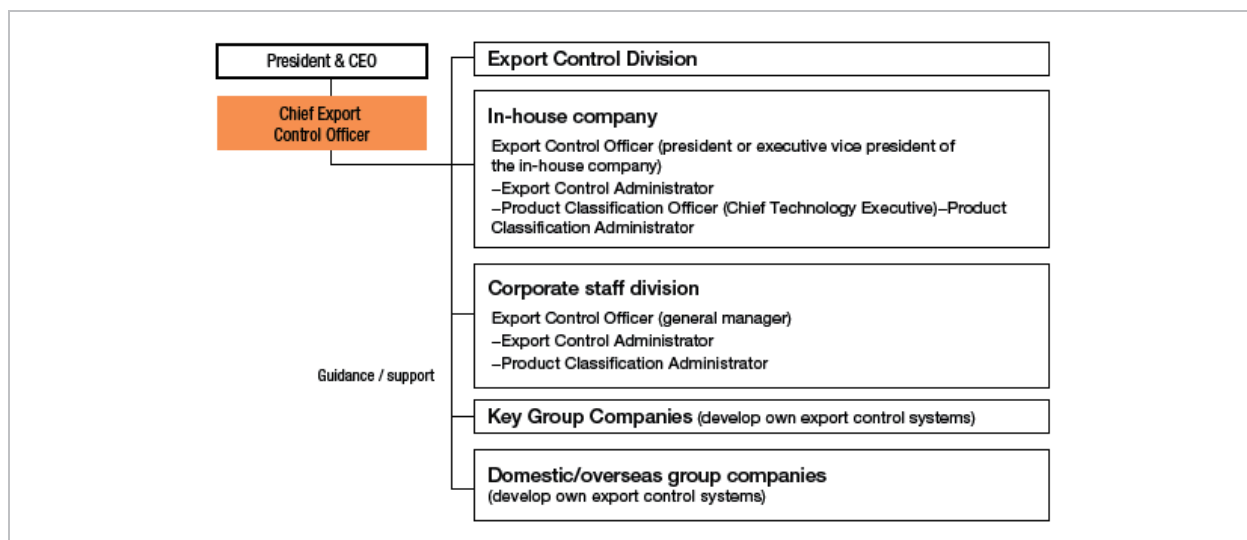 President & CEO
Chief Export
Control Officer
Guidance / support
Export Control Division
In-house company
Export Control Officer (president or executive vice president of
the in-house company)
–Export Control Administrator
–Product Classification Officer (Chief Technology Executive)–Product
Classification Administrator
Corporate staff division
Export Control Officer (general manager)
–Export Control Administrator
–Product Classification Administrator
Key Group Companies (develop own export control systems)
Domestic/overseas group companies
(develop own export control systems)